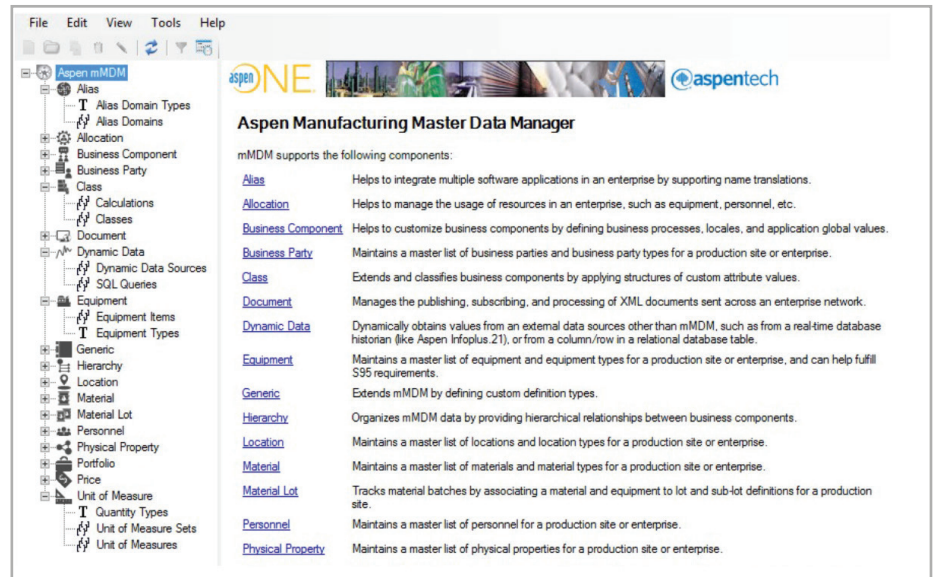 File Edit View Tools Help
Aspen mMDM
Alias
T Alias Domain Types
Alias Domains
Allocation
Business Component
Business Party
Class
Calculations
Classes
Document
Dynamic Data
Dynamic Data Sources
SQL Queries
Equipment
Equipment Items
T Equipment Types
Generic
Hierarchy
Location
Material
Material Lot
Personnel
Physical Property
Portfolio
Price
Unit of Measure
T Quantity Types
Unit of Measure Sets
Unit of Measures
aspenONE. aspentech
Aspen Manufacturing Master Data Manager
mMDM supports the following components:
Alias Helps to integrate multiple software applications in an enterprise by supporting name translations.
Allocation Helps to manage the usage of resources in an enterprise, such as equipment, personnel, etc.
Business Component Helps to customize business components by defining business processes, locales, and application global values.
Business Party Maintains a master list of business parties and business party types for a production site or enterprise.
Class Extends and classifies business components by applying structures of custom attribute values.
Document Manages the publishing, subscribing, and processing of XML documents sent across an enterprise network.
Dynamic Data Dynamically obtains values from an external data sources other than mMDM, such as from a real-time database
historian (like Aspen Infoplus.21), or from a column/row in a relational database table.
Equipment Maintains a master list of equipment and equipment types for a production site or enterprise, and can help fulfill
S95 requirements.
Generic Extends mMDM by defining custom definition types.
Hierarchy Organizes mMDM data by providing hierarchical relationships between business components.
Location Maintains a master list of locations and location types for a production site or enterprise.
Material Maintains a master list of materials and material types for a production site or enterprise.
Material Lot Tracks material batches by associating a material and equipment to lot and sub-lot definitions for a production
site.
Personnel Maintains a master list of personnel for a production site or enterprise.
Physical Property Maintains a master list of physical properties for a production site or enterprise.